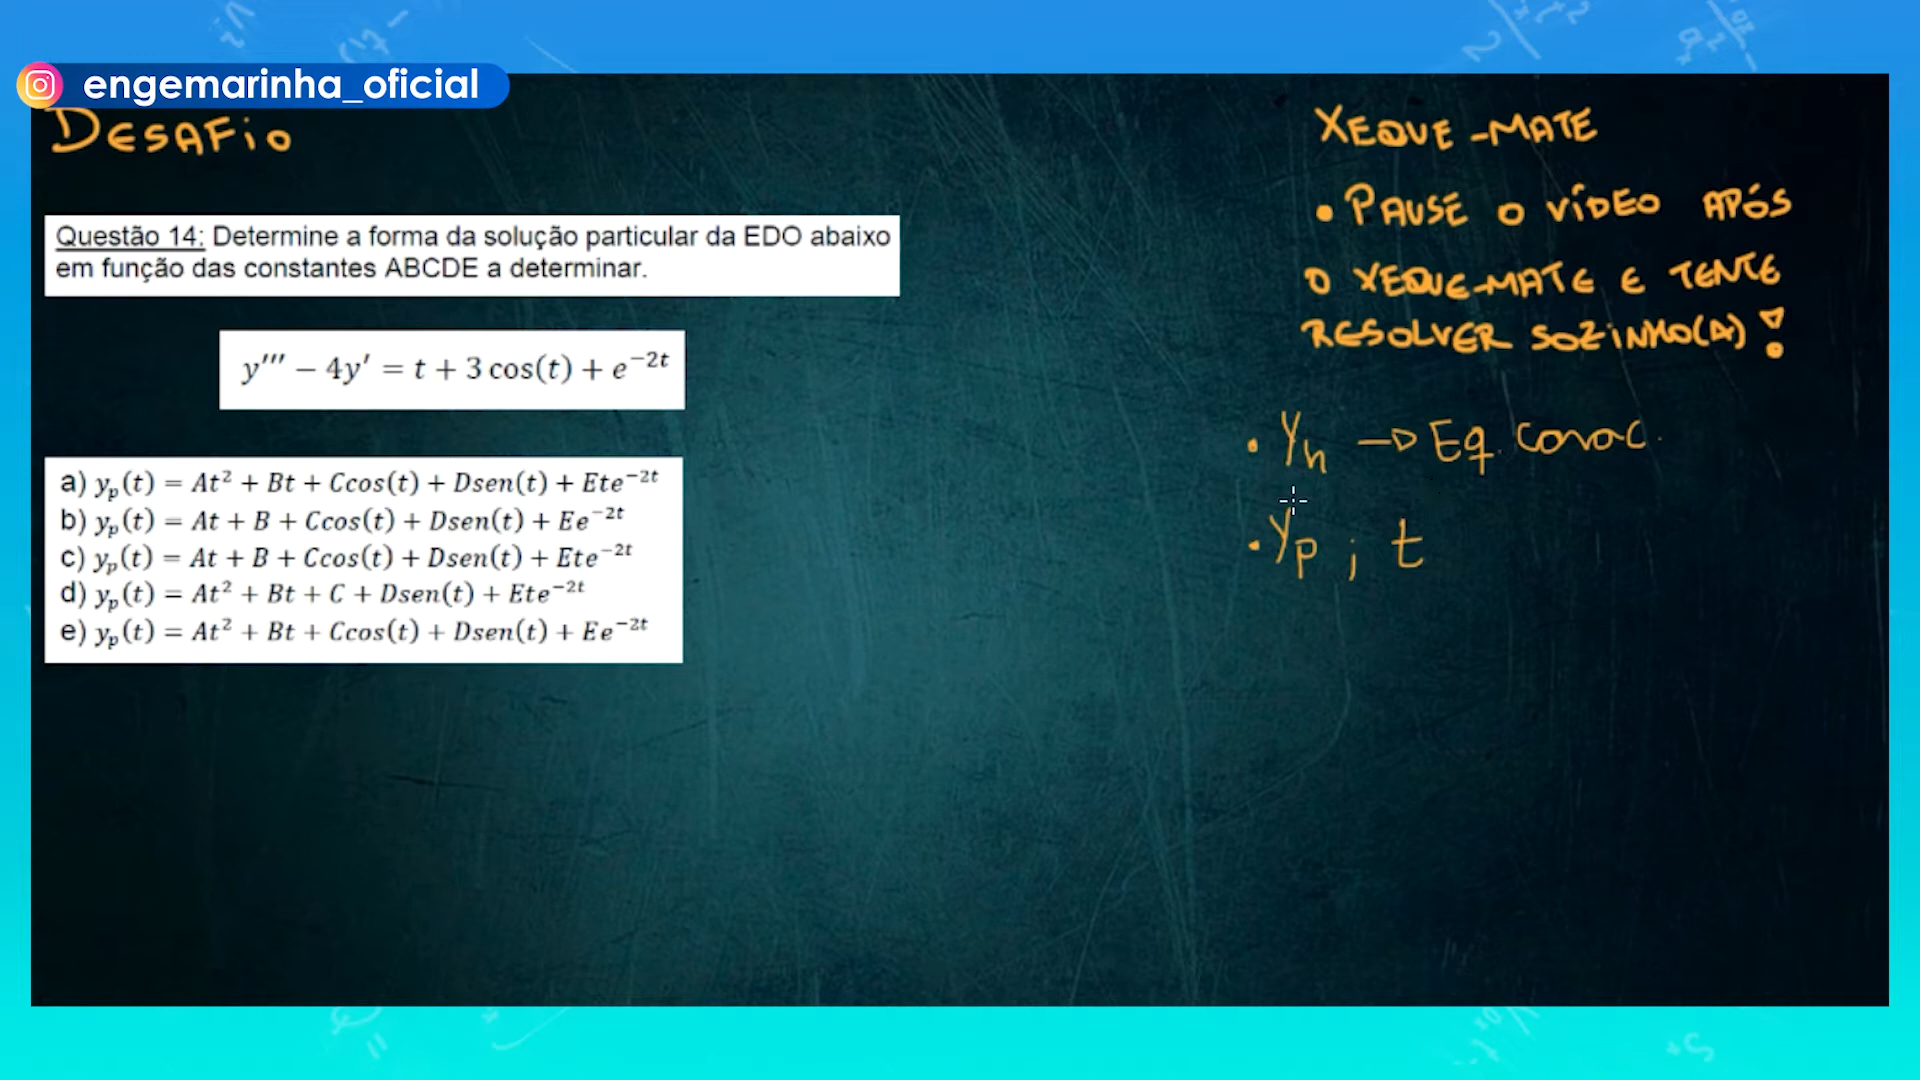 engemarinha_oficial
DESAFIO
Questão 14: Determine a forma da solução particular da EDO abaixo
em função das constantes ABCDE a determinar.
y''' − 4y' = t + 3 cos(t) + e^{−2t}
a) y_p(t) = At² + Bt + Ccos(t) + Dsen(t) + Ete^{−2t}
b) y_p(t) = At + B + Ccos(t) + Dsen(t) + Ee^{−2t}
c) y_p(t) = At + B + Ccos(t) + Dsen(t) + Ete^{−2t}
d) y_p(t) = At² + Bt + C + Dsen(t) + Ete^{−2t}
e) y_p(t) = At² + Bt + Ccos(t) + Dsen(t) + Ee^{−2t}
XEQUE-MATE
• PAUSE O VÍDEO APÓS
O XEQUE-MATE E TENTE
RESOLVER SOZINHO(A)!
• Y_h → Eq. carac.
• Y_p ; t